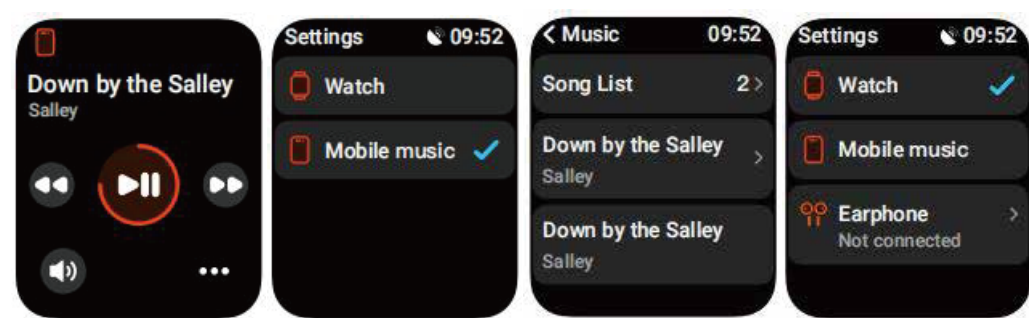 Down by the Salley
Salley
Settings 09:52
Watch
Mobile music
< Music 09:52
Song List 2 >
Down by the Salley >
Salley
Down by the Salley
Salley
Settings 09:52
Watch
Mobile music
Earphone >
Not connected